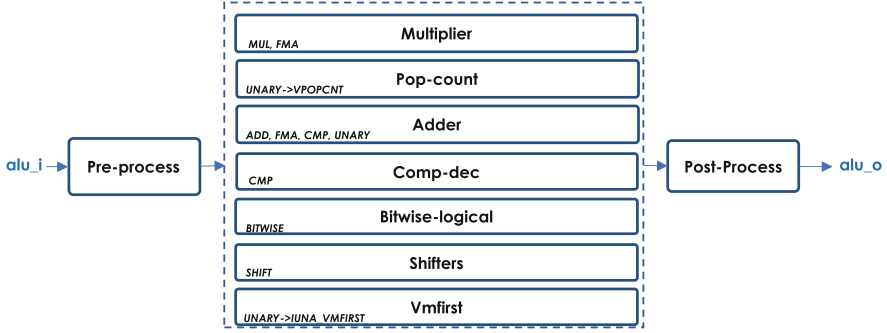 Multiplier
MUL, FMA
Pop-count
UNARY->VPOPCNT
Adder
ADD, FMA, CMP, UNARY
alu_i
Pre-process
Comp-dec
CMP
Post-Process
alu_o
Bitwise-logical
BITWISE
Shifters
SHIFT
Vmfirst
UNARY->IUNA_VMFIRST